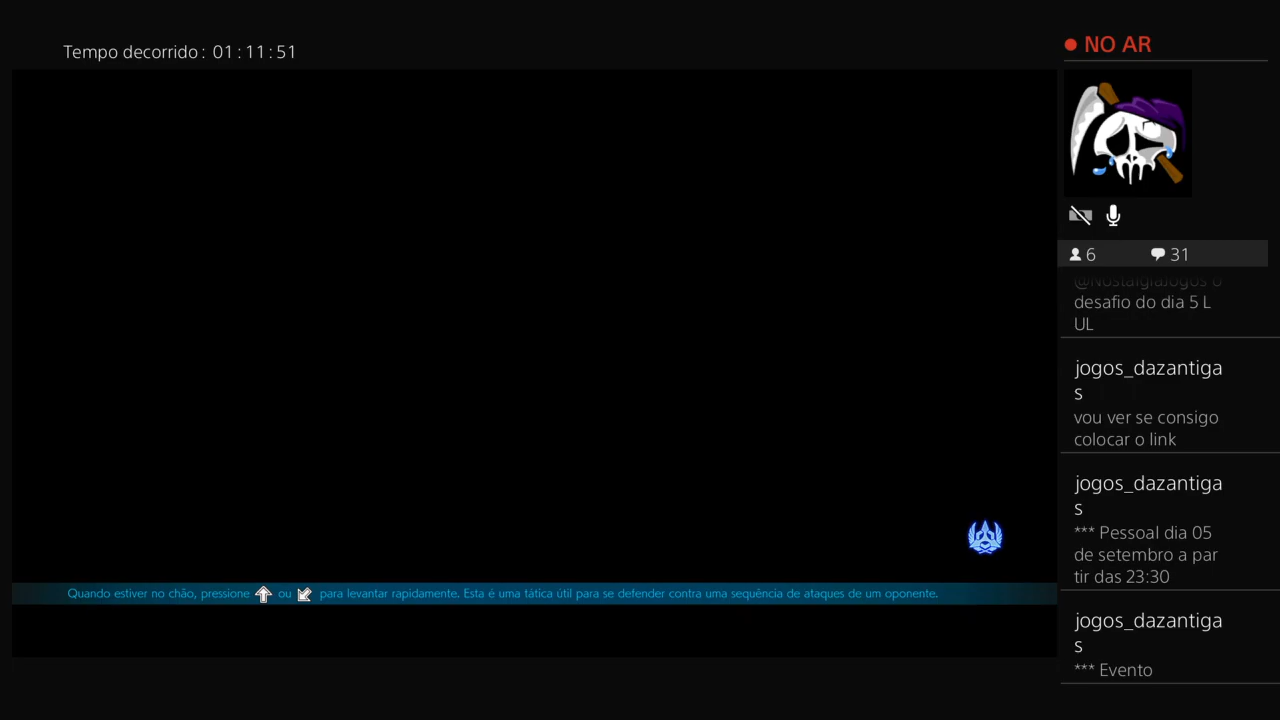 Tempo decorrido : 01 : 11 : 51
NO AR
6 31
@NostalgiaJogos o
desafio do dia 5 L
UL
jogos_dazantiga
s
vou ver se consigo
colocar o link
jogos_dazantiga
s
*** Pessoal dia 05
de setembro a par
tir das 23:30
jogos_dazantiga
s
*** Evento
Quando estiver no chão, pressione ou para levantar rapidamente. Esta é uma tática útil para se defender contra uma sequência de ataques de um oponente.